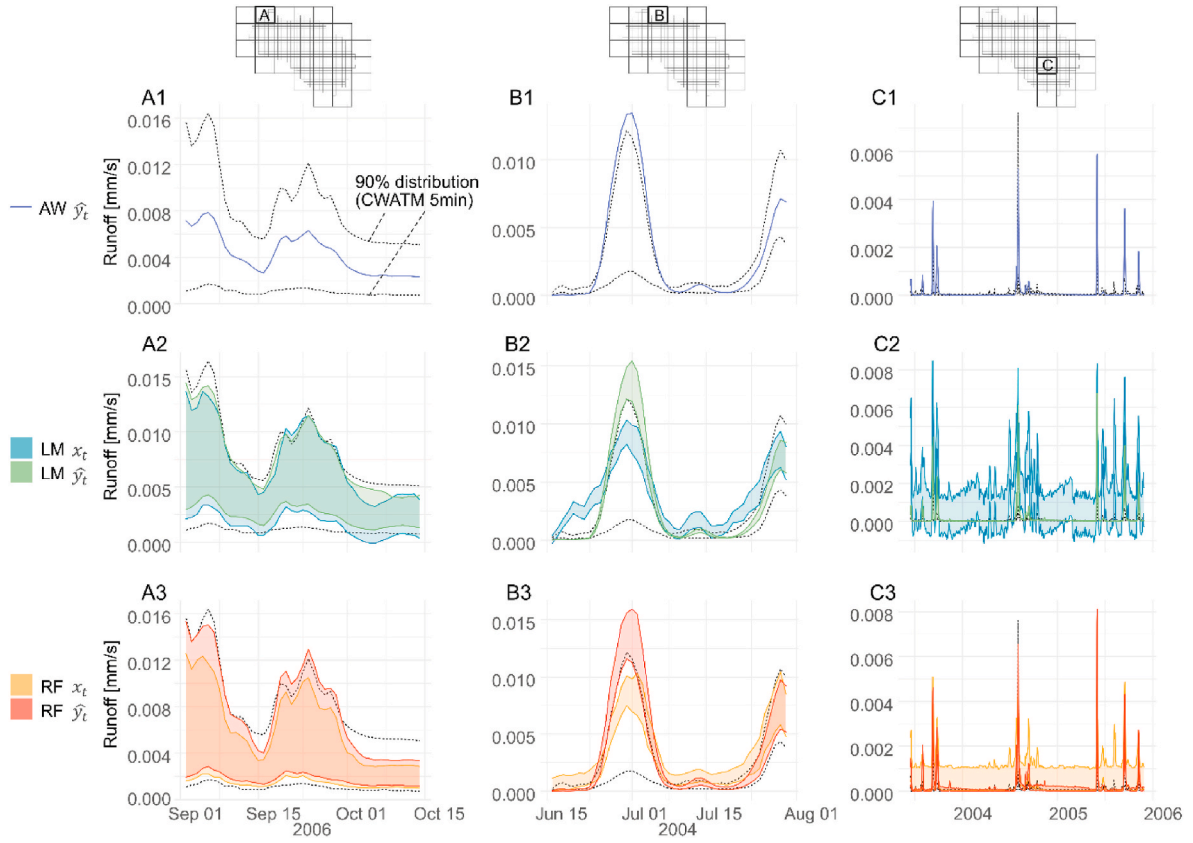 A
B
C
A1
B1
C1
0.016
0.012
0.008
0.004
0.000
Runoff [mm/s]
90% distribution
(CWATM 5min)
0.010
0.005
0.000
0.006
0.004
0.002
0.000
AW ŷt
A2
B2
C2
0.015
0.010
0.005
0.000
Runoff [mm/s]
0.015
0.010
0.005
0.000
0.008
0.006
0.004
0.002
0.000
LM xt
LM ŷt
A3
B3
C3
0.016
0.012
0.008
0.004
0.000
Runoff [mm/s]
0.015
0.010
0.005
0.000
0.008
0.006
0.004
0.002
0.000
RF xt
RF ŷt
Sep 01 Sep 15 Oct 01 Oct 15
2006
Jun 15 Jul 01 Jul 15 Aug 01
2004
2004 2005 2006